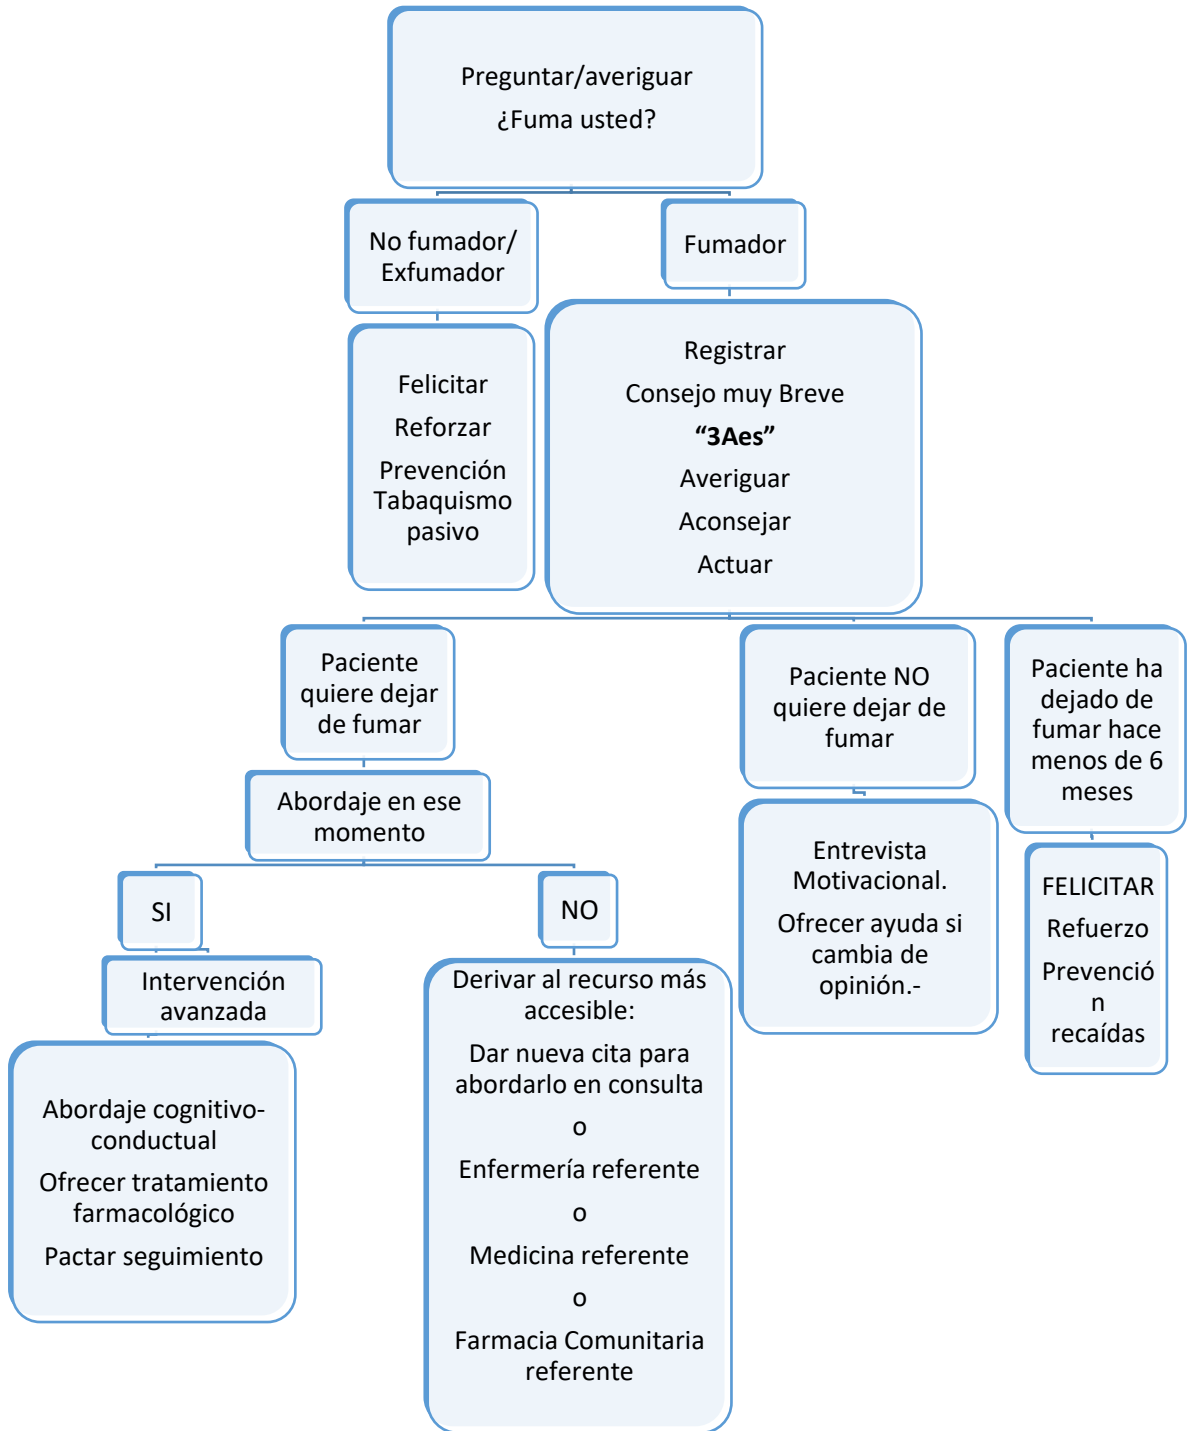 Preguntar/averiguar
¿Fuma usted?
No fumador/
Exfumador
Fumador
Felicitar
Reforzar
Prevención
Tabaquismo
pasivo
Registrar
Consejo muy Breve
“3Aes”
Averiguar
Aconsejar
Actuar
Paciente
quiere dejar
de fumar
Paciente NO
quiere dejar de
fumar
Paciente ha
dejado de
fumar hace
menos de 6
meses
Abordaje en ese
momento
Entrevista
Motivacional.
Ofrecer ayuda si
cambia de
opinión.-
FELICITAR
Refuerzo
Prevenció
n
recaídas
SI
NO
Intervención
avanzada
Abordaje cognitivo-
conductual
Ofrecer tratamiento
farmacológico
Pactar seguimiento
Derivar al recurso más
accesible:
Dar nueva cita para
abordarlo en consulta
o
Enfermería referente
o
Medicina referente
o
Farmacia Comunitaria
referente